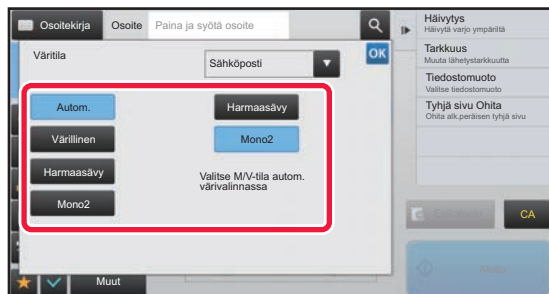 Osoitekirja
Osoite
Paina ja syötä osoite
Väritila
Sähköposti
OK
Autom.
Värillinen
Harmaasävy
Mono2
Harmaasävy
Mono2
Valitse M/V-tila autom.
värivalinnassa
Muut
Häivytys
Häivytä varjo ympäriltä
Tarkkuus
Muuta lähetystarkkuutta
Tiedostomuoto
Valitse tiedostomuoto
Tyhjä sivu Ohita
Ohita alk.peräisen tyhjä sivu
CA